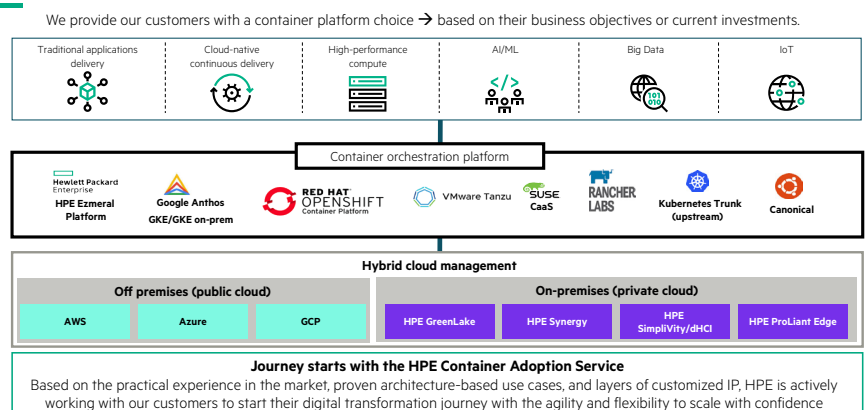 We provide our customers with a container platform choice → based on their business objectives or current investments.
Traditional applications
delivery
Cloud-native
continuous delivery
High-performance
compute
AI/ML
Big Data
IoT
</>
101
010
Container orchestration platform
Hewlett Packard
Enterprise
HPE Ezmeral
Platform
Google Anthos
GKE/GKE on-prem
RED HAT®
OPENSHIFT
Container Platform
VMware Tanzu
SUSE
CaaS
RANCHER
LABS
Kubernetes Trunk
(upstream)
Canonical
Hybrid cloud management
Off premises (public cloud)
On-premises (private cloud)
AWS
Azure
GCP
HPE GreenLake
HPE Synergy
HPE
SimpliVity/dHCI
HPE ProLiant Edge
Journey starts with the HPE Container Adoption Service
Based on the practical experience in the market, proven architecture-based use cases, and layers of customized IP, HPE is actively
working with our customers to start their digital transformation journey with the agility and flexibility to scale with confidence